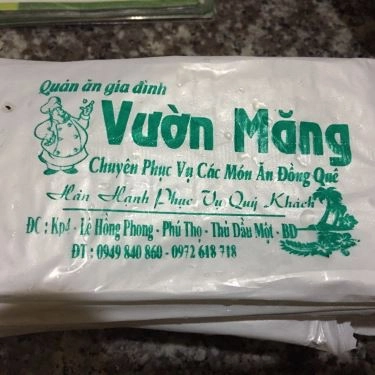 Quán ăn gia đình
Vườn Măng
Chuyên Phục Vụ Các Món Ăn Đồng Quê
Hân Hạnh Phục Vụ Quý Khách
ĐC : Kp4 - Lê Hồng Phong - Phú Thọ - Thủ Dầu Một - BD
ĐT : 0949 840 860 - 0972 618 718